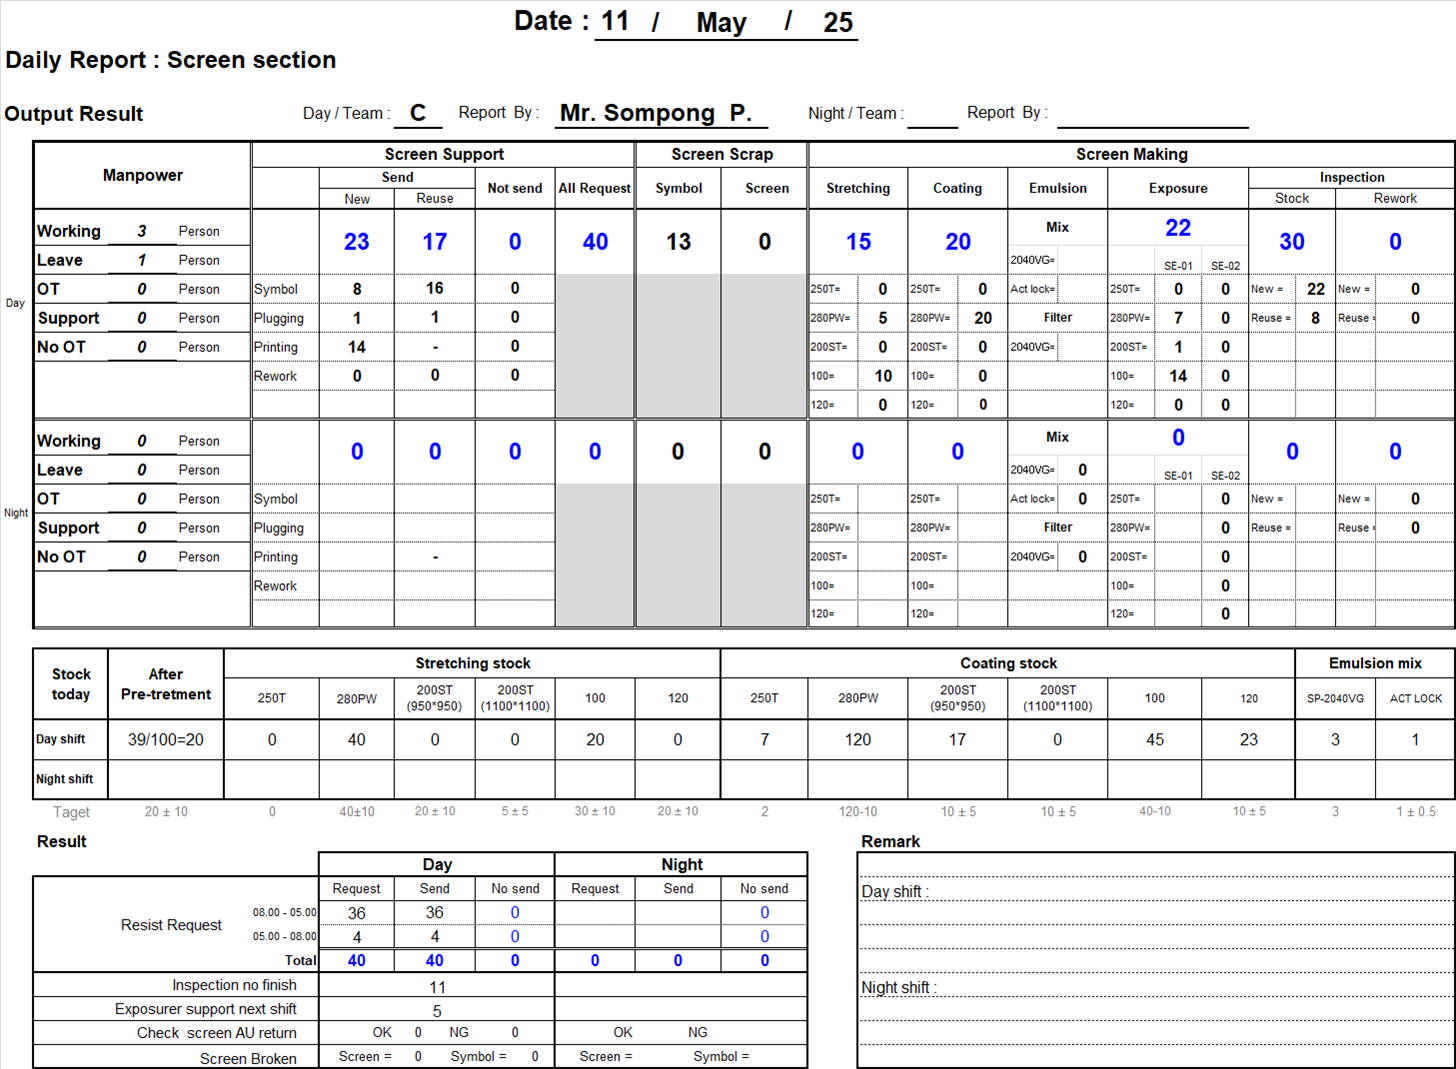 Date : 11 / May / 25
Daily Report : Screen section
Output Result Day / Team : C Report By : Mr. Sompong P. Night / Team : Report By :
Manpower Screen Support Screen Scrap Screen Making
Send Not send All Request Symbol Screen Stretching Coating Emulsion Exposure Inspection
New Reuse Stock Rework
Day
Working 3 Person 23 17 0 40 13 0 15 20 Mix 22 30 0
Leave 1 Person 2040VG= SE-01 SE-02
OT 0 Person Symbol 8 16 0 250T= 0 250T= 0 Act lock= 250T= 0 0 New = 22 New = 0
Support 0 Person Plugging 1 1 0 280PW= 5 280PW= 20 Filter 280PW= 7 0 Reuse = 8 Reuse = 0
No OT 0 Person Printing 14 - 0 200ST= 0 200ST= 0 2040VG= 200ST= 1 0
Rework 0 0 0 100= 10 100= 0 100= 14 0
120= 0 120= 0 120= 0 0
Night
Working 0 Person 0 0 0 0 0 0 0 0 Mix 0 0 0
Leave 0 Person 2040VG= 0 SE-01 SE-02
OT 0 Person Symbol 250T= 250T= Act lock= 0 250T= 0 New = New = 0
Support 0 Person Plugging 280PW= 280PW= Filter 280PW= 0 Reuse = Reuse = 0
No OT 0 Person Printing - 200ST= 200ST= 2040VG= 0 200ST= 0
Rework 100= 100= 100= 0
120= 120= 120= 0
Stock today After Pre-tretment Stretching stock Coating stock Emulsion mix
250T 280PW 200ST (950*950) 200ST (1100*1100) 100 120 250T 280PW 200ST (950*950) 200ST (1100*1100) 100 120 SP-2040VG ACT LOCK
Day shift 39/100=20 0 40 0 0 20 0 7 120 17 0 45 23 3 1
Night shift
Taget 20 ± 10 0 40±10 20 ± 10 5 ± 5 30 ± 10 20 ± 10 2 120-10 10 ± 5 10 ± 5 40-10 10 ± 5 3 1 ± 0.5
Result
Day Night
Request Send No send Request Send No send
Resist Request
08.00 - 05.00 36 36 0 0
05.00 - 08.00 4 4 0 0
Total 40 40 0 0 0 0
Inspection no finish 11
Exposurer support next shift 5
Check screen AU return OK 0 NG 0 OK NG
Screen Broken Screen = 0 Symbol = 0 Screen = Symbol =
Remark
Day shift :
Night shift :